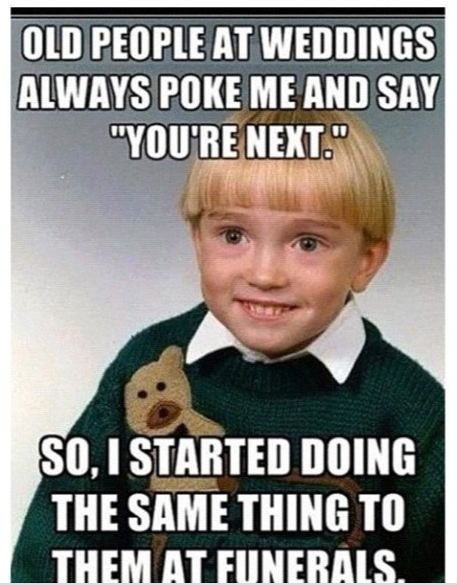 OLD PEOPLE AT WEDDINGS
ALWAYS POKE ME AND SAY
"YOU'RE NEXT."
SO, I STARTED DOING
THE SAME THING TO
THEM AT FUNERALS.